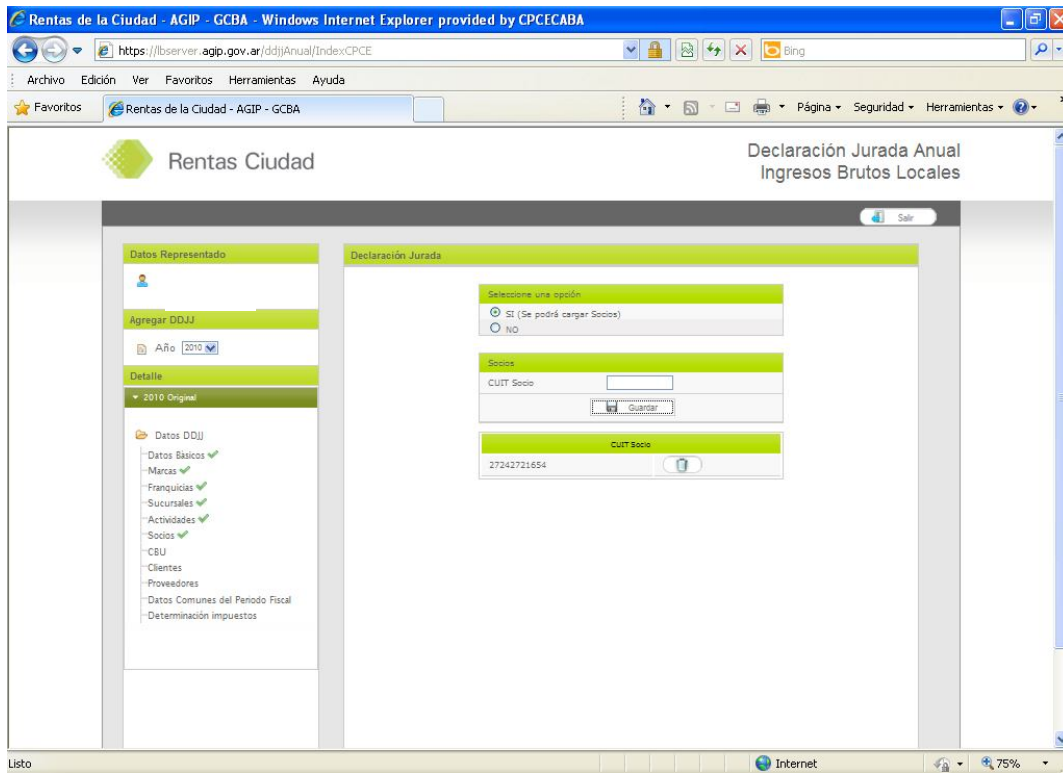 Rentas de la Ciudad - AGIP - GCBA - Windows Internet Explorer provided by CPCECABA
https://lbserver.agip.gov.ar/ddjjAnual/IndexCPCE
Bing
Archivo Edición Ver Favoritos Herramientas Ayuda
Favoritos
Rentas de la Ciudad - AGIP - GCBA
Página
Seguridad
Herramientas
Rentas Ciudad
Declaración Jurada Anual
Ingresos Brutos Locales
Salir
Datos Representado
Agregar DDJJ
Año 2010
Detalle
2010 Original
Datos DDJJ
Datos Básicos
Marcas
Franquicias
Sucursales
Actividades
Socios
CBU
Clientes
Proveedores
Datos Comunes del Periodo Fiscal
Determinación impuestos
Declaración Jurada
Seleccione una opción
SI (Se podrá cargar Socios)
NO
Socios
CUIT Socio
Guardar
CUIT Socio
27242721654
Listo
Internet
75%